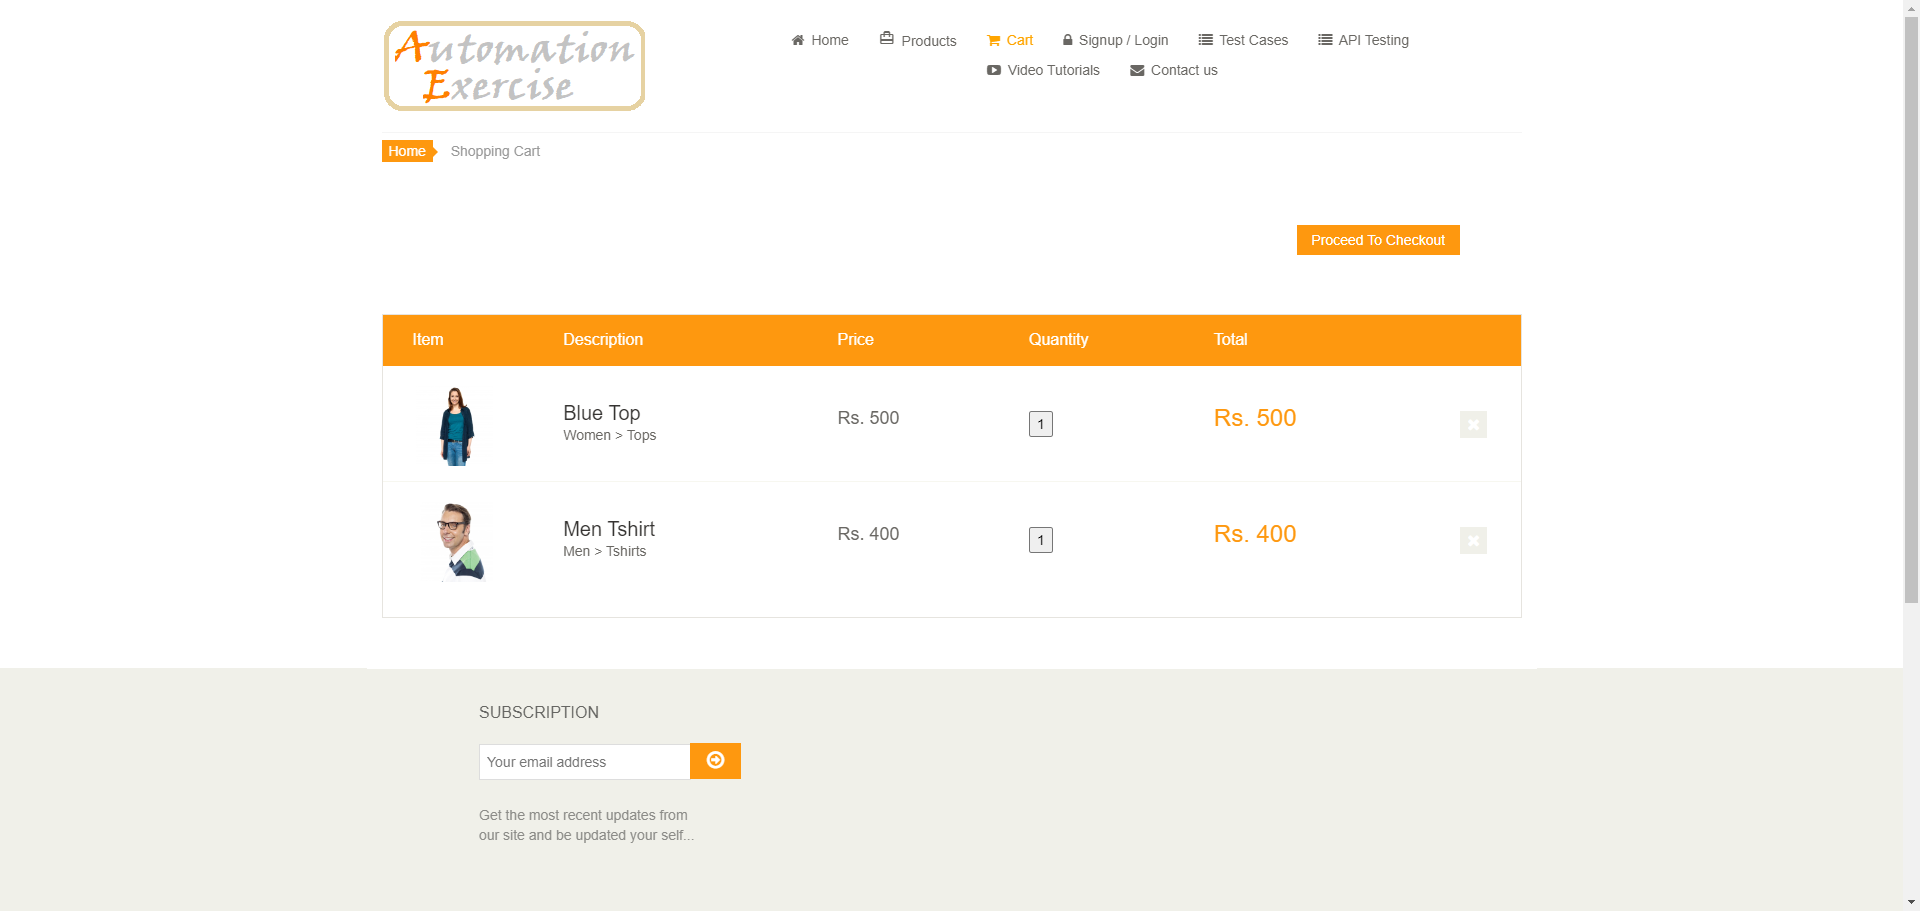 Automation
Exercise
Home Products Cart Signup / Login Test Cases API Testing
Video Tutorials Contact us
Home Shopping Cart
Proceed To Checkout
Item Description Price Quantity Total
Blue Top
Women > Tops
Rs. 500 1 Rs. 500
Men Tshirt
Men > Tshirts
Rs. 400 1 Rs. 400
SUBSCRIPTION
Your email address
Get the most recent updates from
our site and be updated your self...